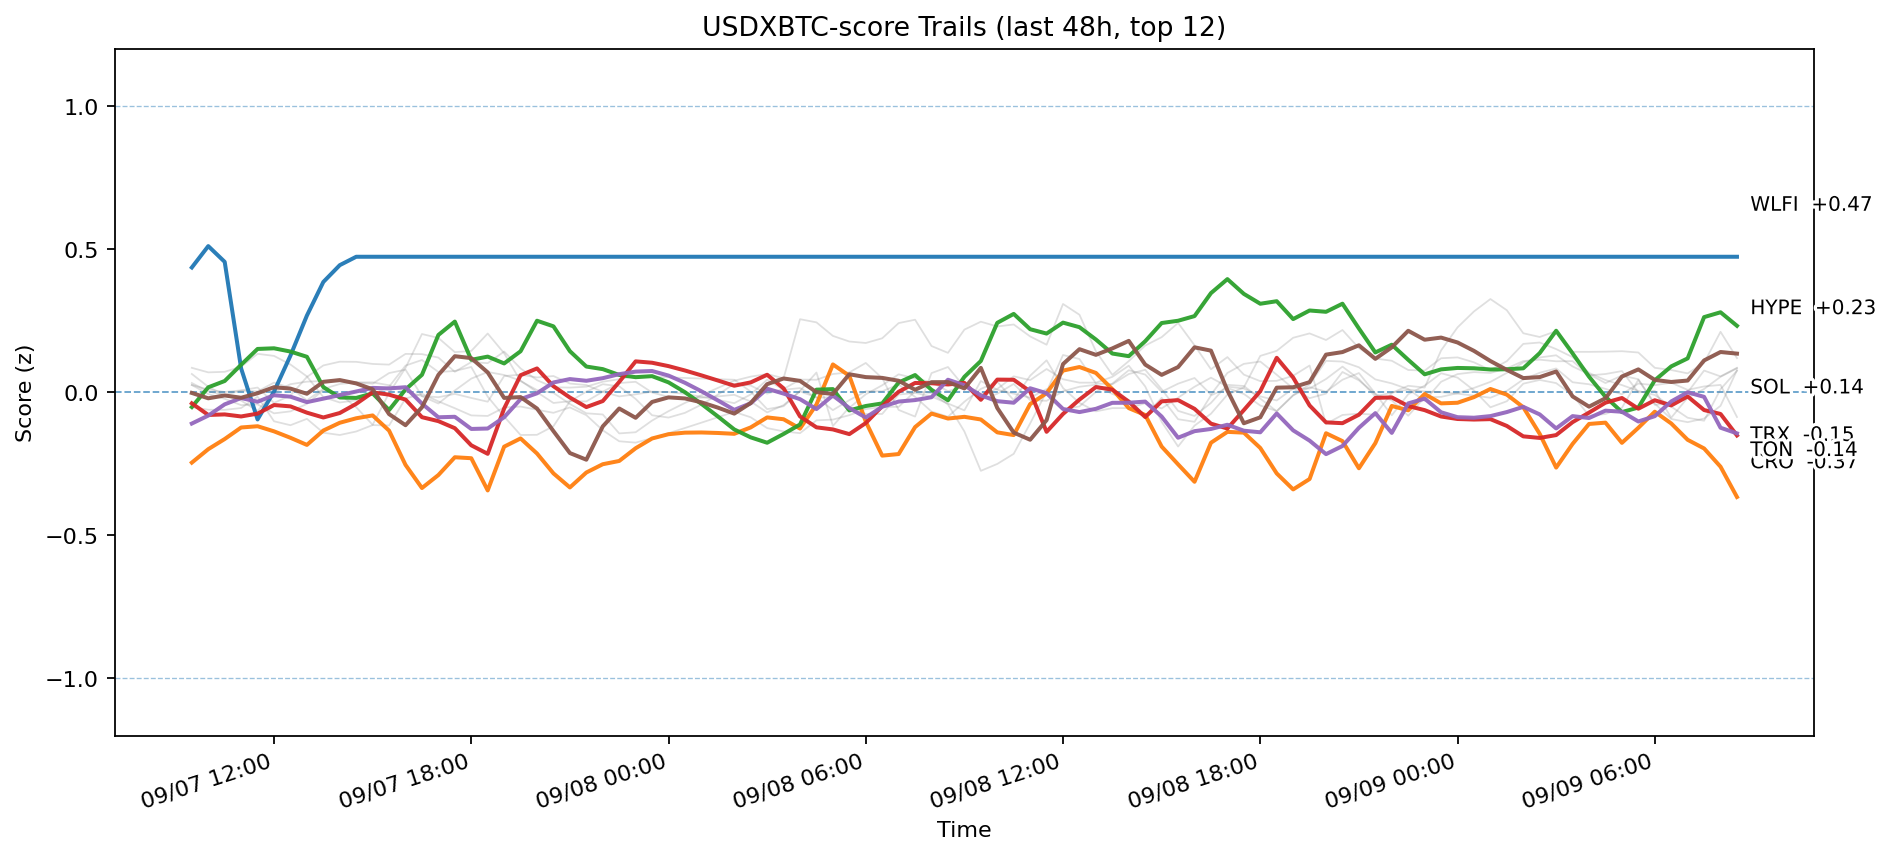 USDXBTC-score Trails (last 48h, top 12)
Score (z)
1.0
0.5
0.0
−0.5
−1.0
WLFI +0.47
HYPE +0.23
SOL +0.14
TRX -0.15
TON -0.14
CRO -0.37
09/07 12:00
09/07 18:00
09/08 00:00
09/08 06:00
09/08 12:00
09/08 18:00
09/09 00:00
09/09 06:00
Time